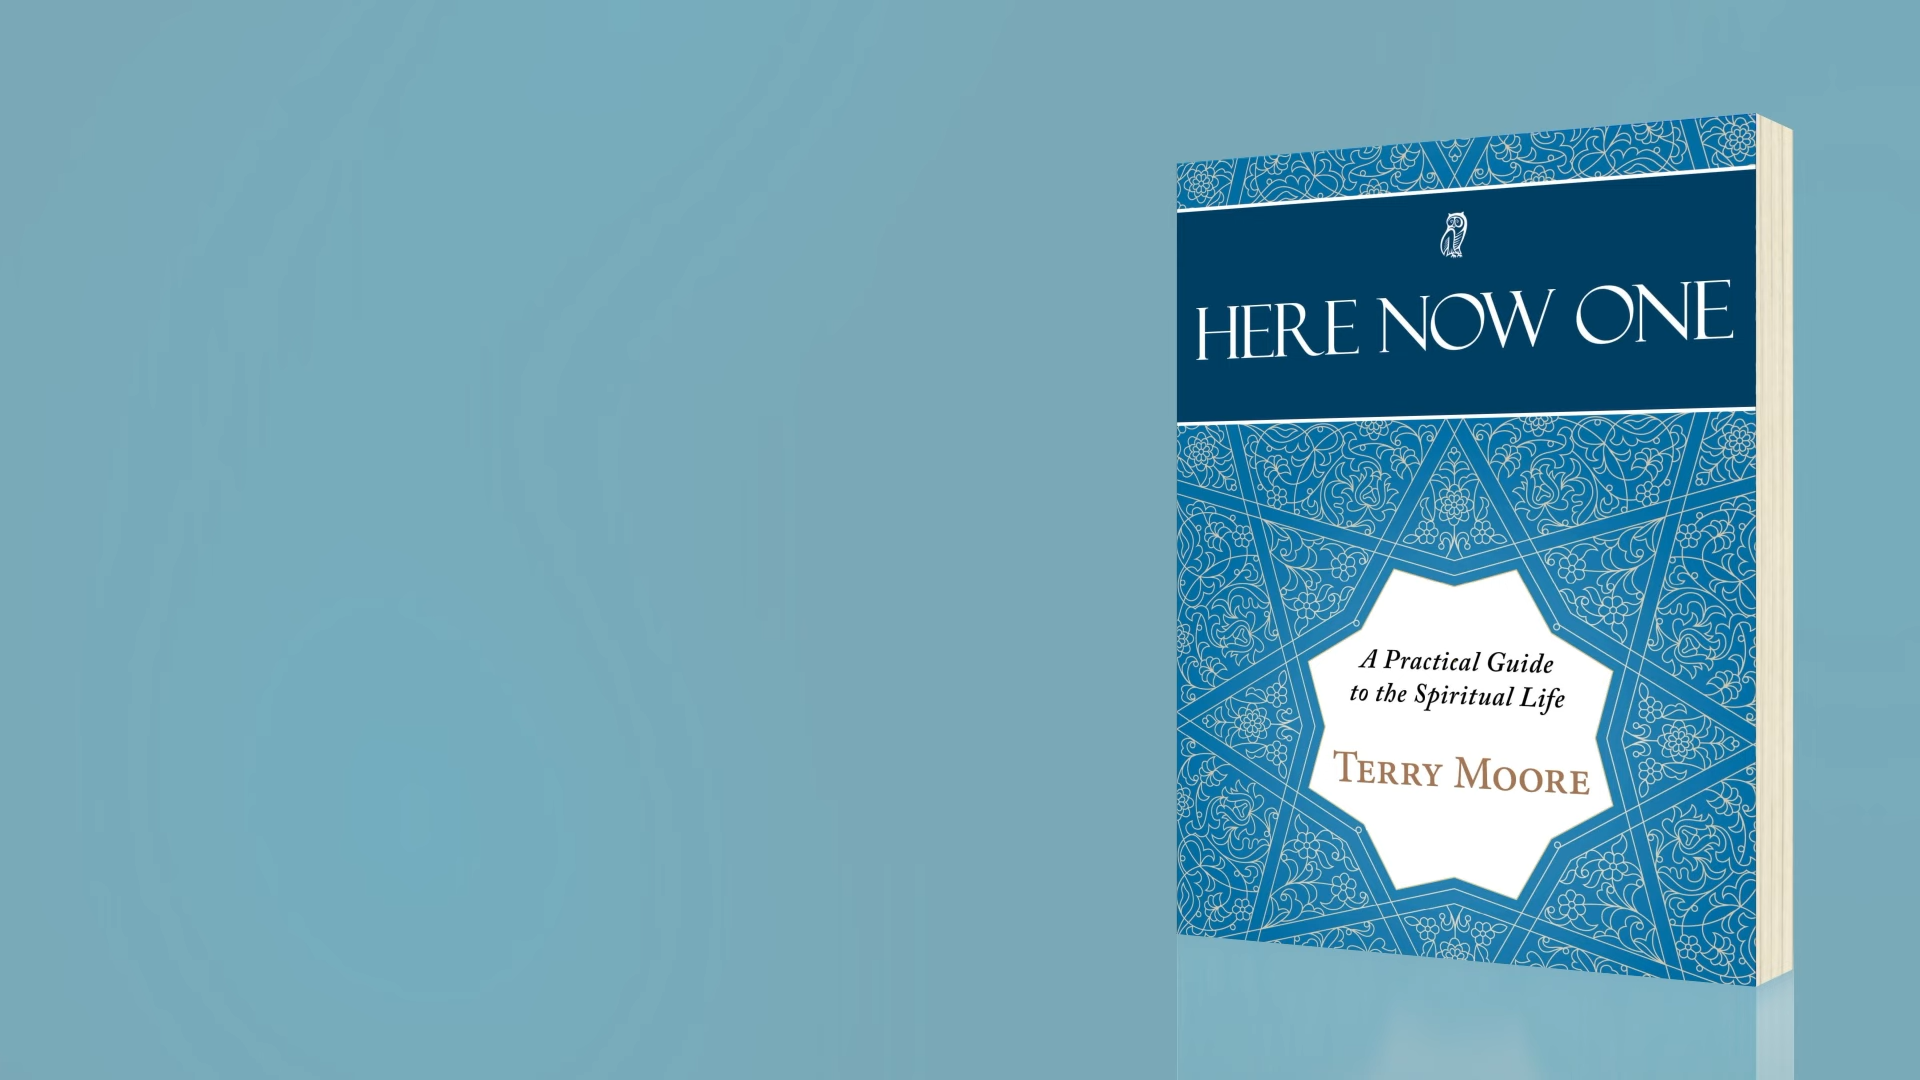 HERE NOW ONE
A Practical Guide
to the Spiritual Life
TERRY MOORE